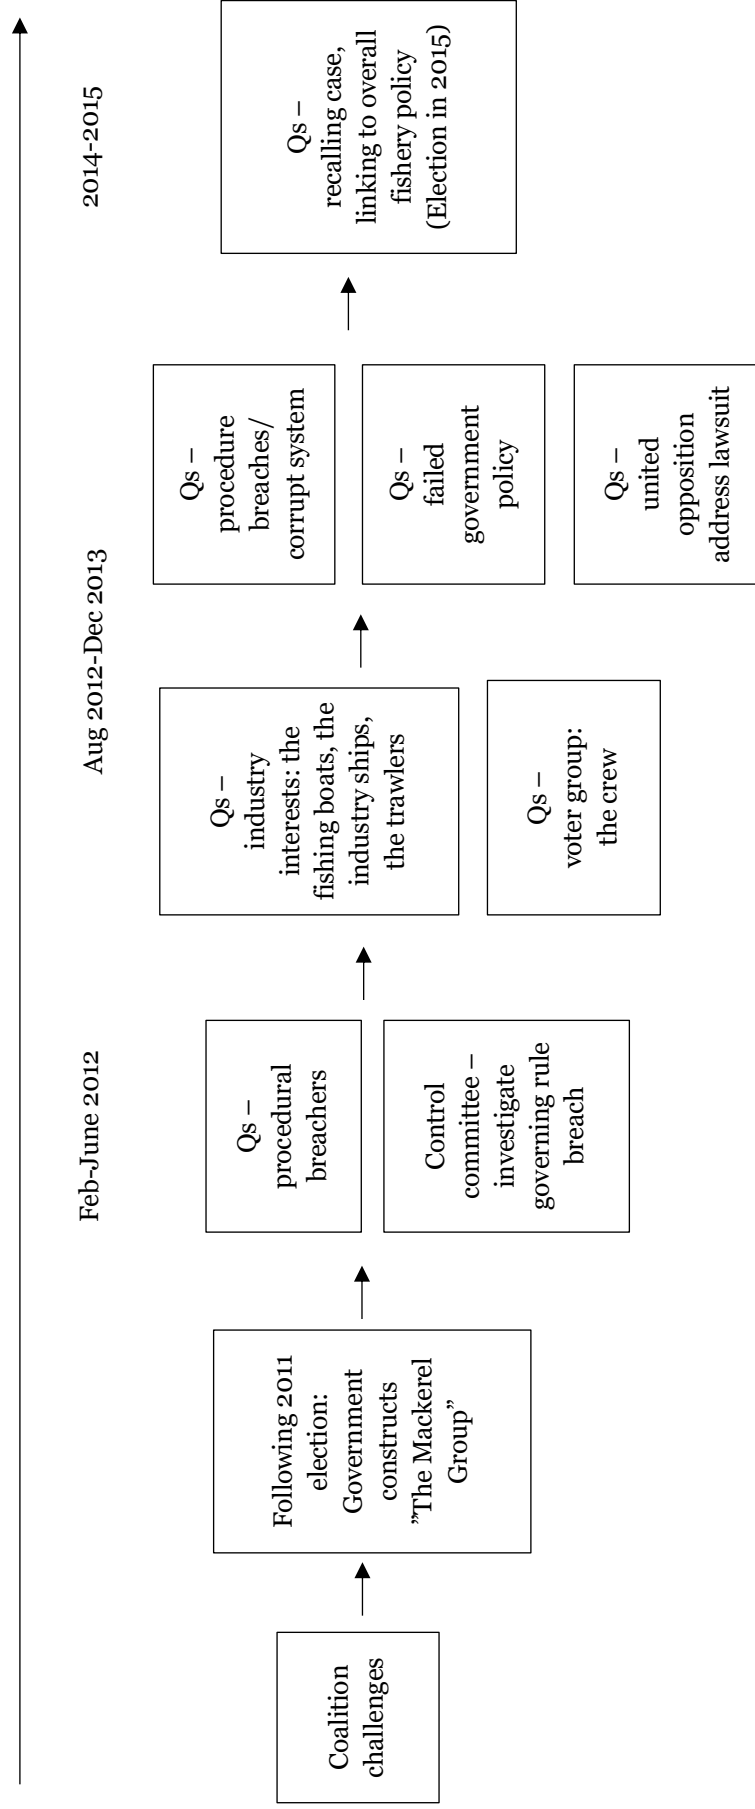 Feb-June 2012
Aug 2012-Dec 2013
2014-2015
Coalition
challenges
Following 2011
election:
Government
constructs
”The Mackerel
Group”
Qs –
procedural
breachers
Control
committee –
investigate
governing rule
breach
Qs –
industry
interests: the
fishing boats, the
industry ships,
the trawlers
Qs –
voter group:
the crew
Qs –
procedure
breaches/
corrupt system
Qs –
failed
government
policy
Qs –
united
opposition
address lawsuit
Qs –
recalling case,
linking to overall
fishery policy
(Election in 2015)